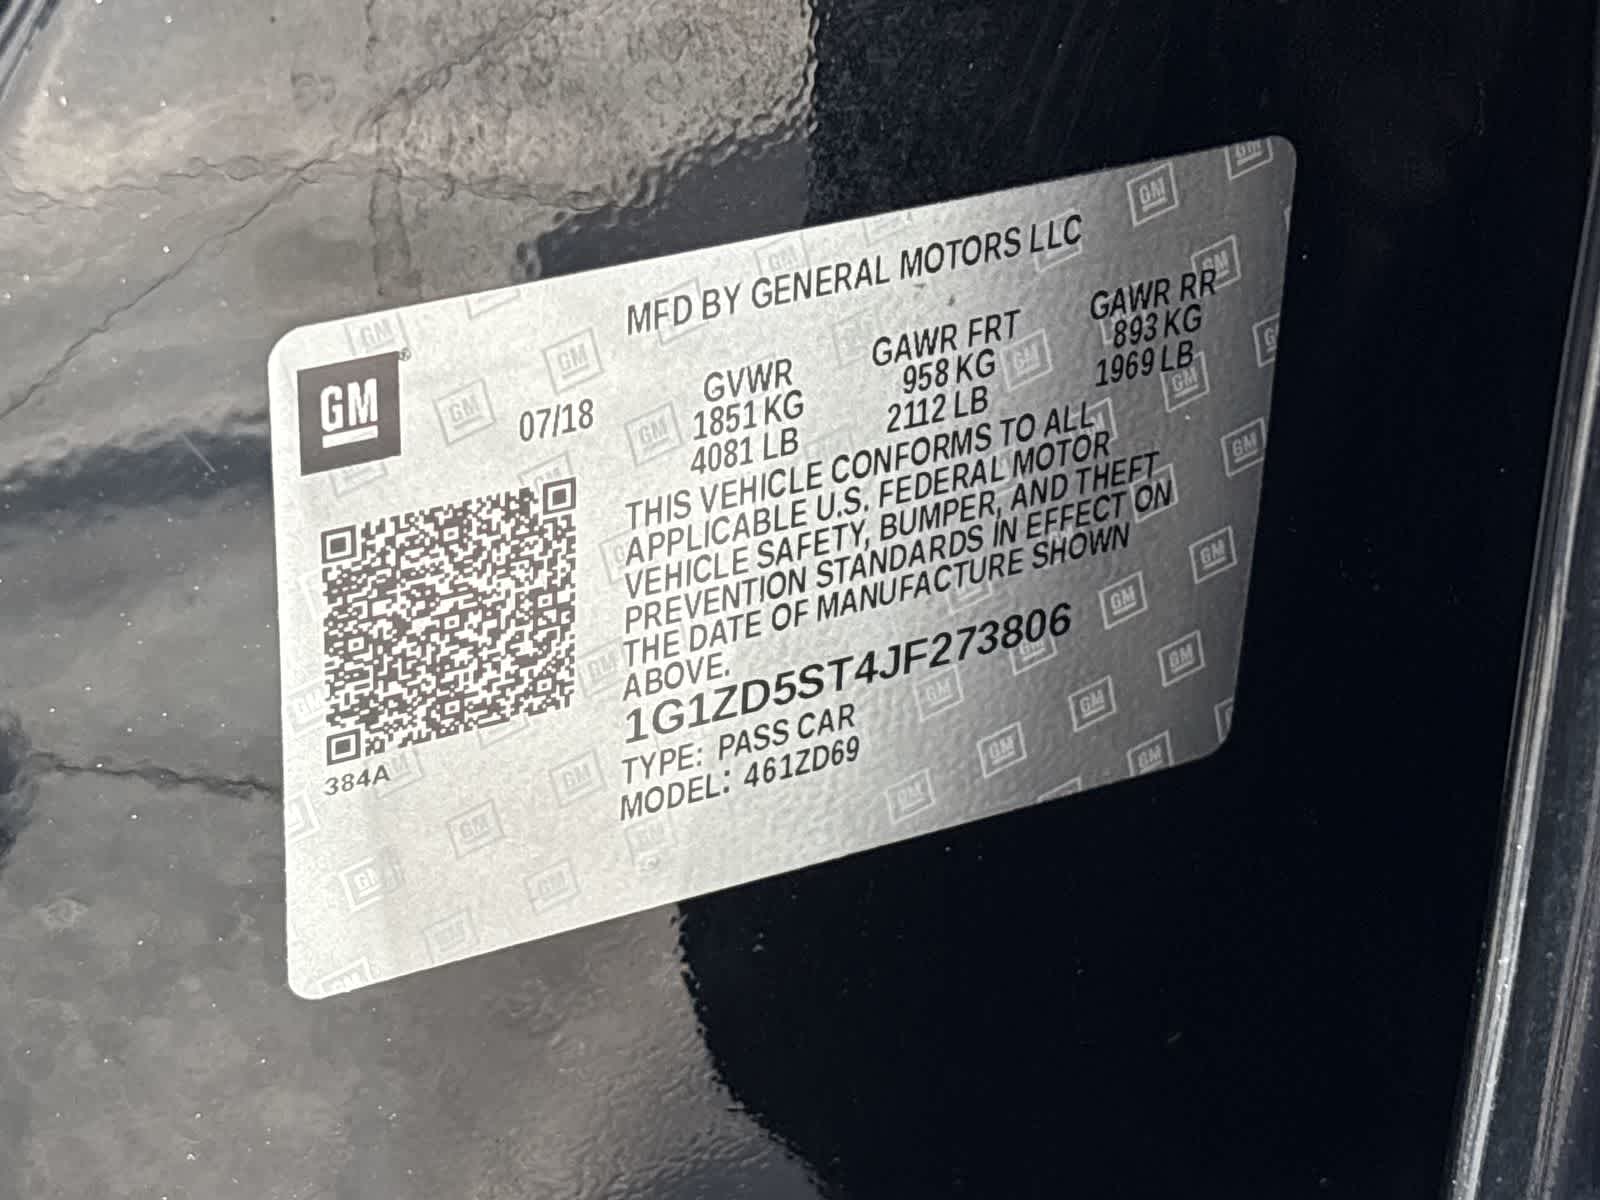 MFD BY GENERAL MOTORS LLC
GM®
07/18
GVWR GAWR FRT GAWR RR
1851 KG 958 KG 893 KG
4081 LB 2112 LB 1969 LB
THIS VEHICLE CONFORMS TO ALL
APPLICABLE U.S. FEDERAL MOTOR
VEHICLE SAFETY, BUMPER, AND THEFT
PREVENTION STANDARDS IN EFFECT ON
THE DATE OF MANUFACTURE SHOWN
ABOVE.
1G1ZD5ST4JF273806
TYPE: PASS CAR
MODEL: 461ZD69
384A